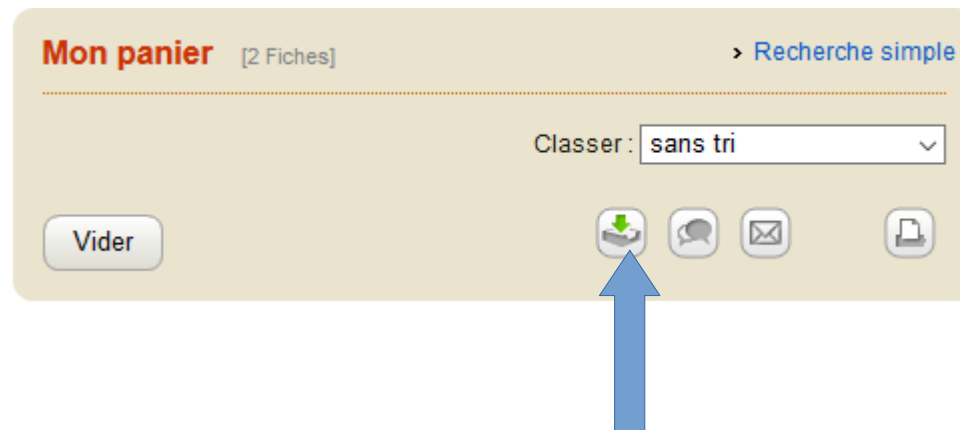 Mon panier [2 Fiches] › Recherche simple
Classer : sans tri
Vider